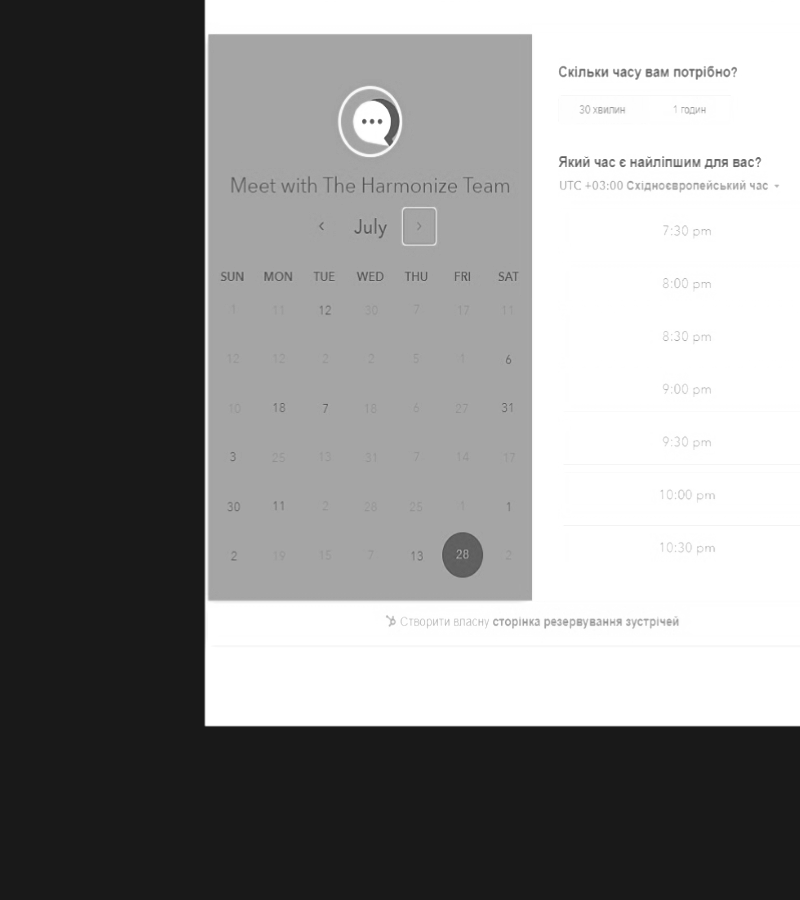 Meet with The Harmonize Team
July
SUN MON TUE WED THU FRI SAT
1 11 12 30 7 17 11
12 12 2 2 5 1 6
10 18 7 18 6 27 31
3 25 13 31 7 14 17
30 11 2 26 25 1 1
2 19 15 7 13 28 2
Скільки часу вам потрібно?
30 хвилин 1 годин
Який час є найліпшим для вас?
UTC +03:00 Східноєвропейський час
7:30 pm
8:00 pm
8:30 pm
9:00 pm
9:30 pm
10:00 pm
10:30 pm
Створити власну сторінка резервування зустрічей